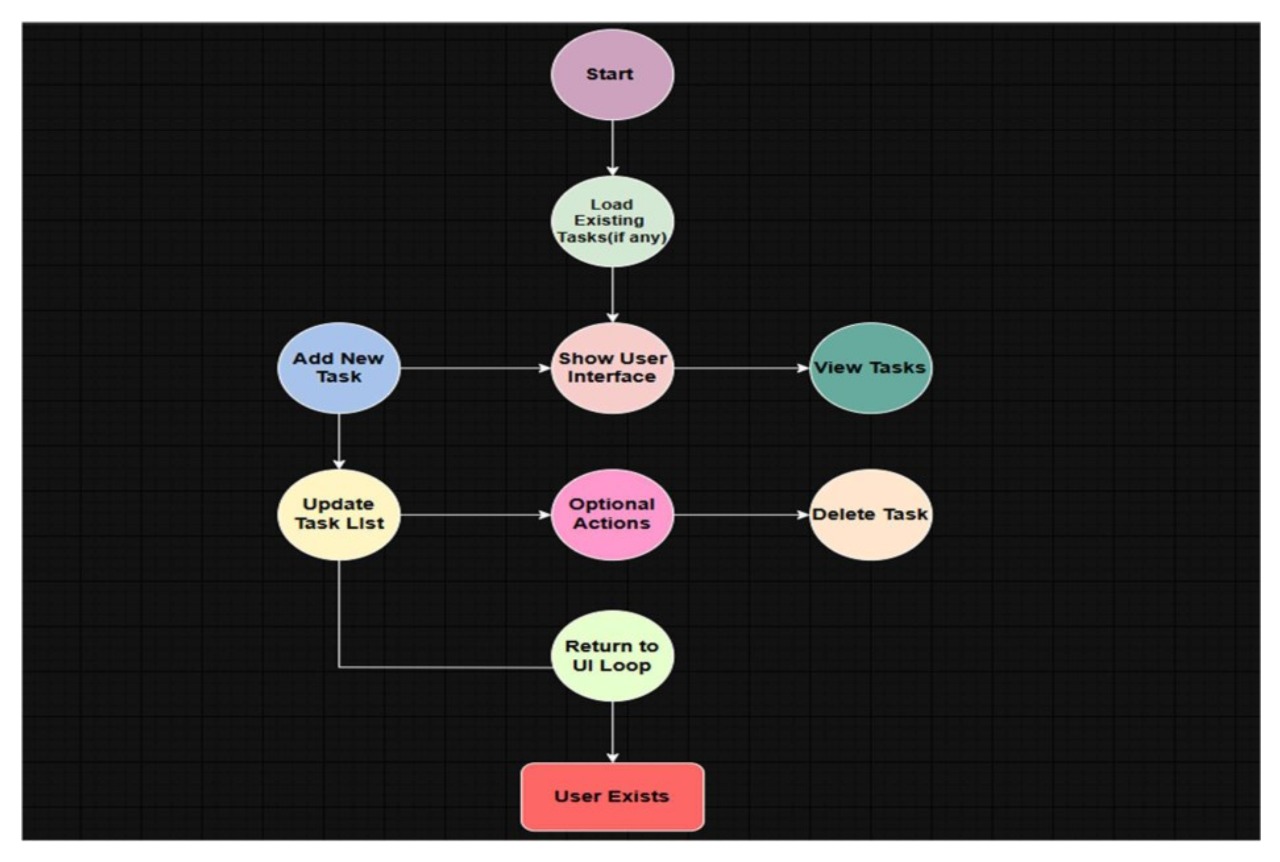 Start
Load
Existing
Tasks(if any)
Add New
Task
Show User
Interface
View Tasks
Update
Task LIst
Optional
Actions
Delete Task
Return to
UI Loop
User Exists